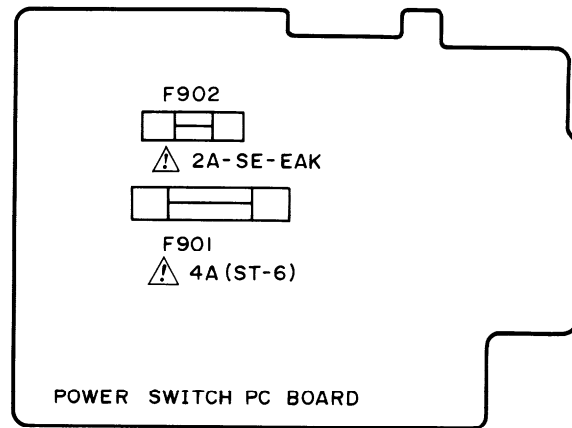 F902
⚠ 2A-SE-EAK
F901
⚠ 4A(ST-6)
POWER SWITCH PC BOARD